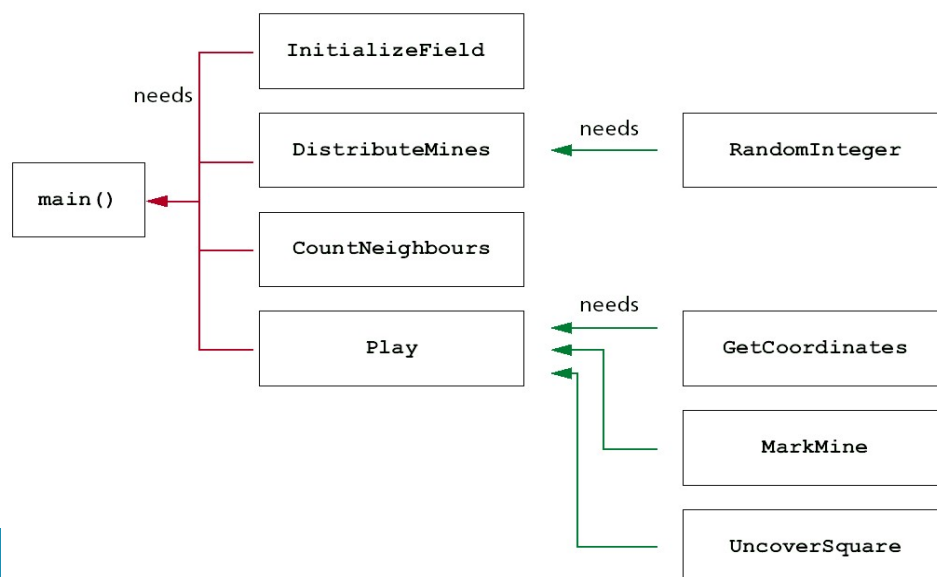 InitializeField
needs
DistributeMines
needs
RandomInteger
main()
CountNeighbours
needs
Play
GetCoordinates
MarkMine
UncoverSquare